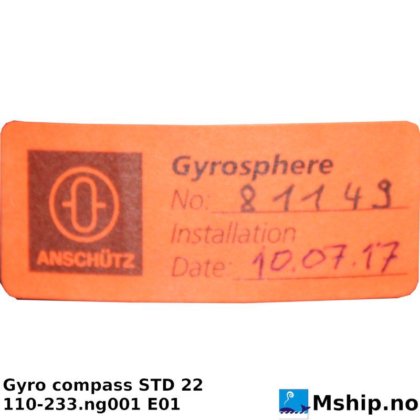 Gyrosphere
No: 81149
Installation
Date: 10.07.17
ANSCHÜTZ
Gyro compass STD 22
110-233.ng001 E01
Mship.no